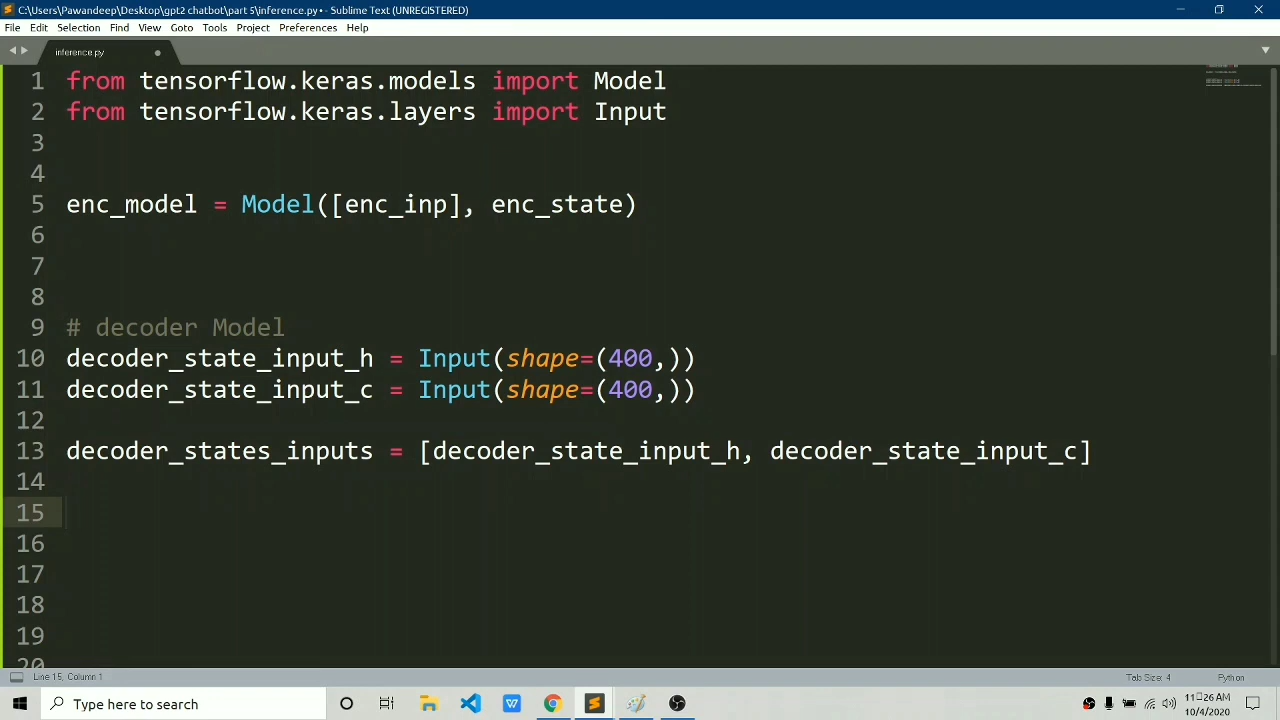 C:\Users\Pawandeep\Desktop\gpt2 chatbot\part 5\inference.py • - Sublime Text (UNREGISTERED)
File Edit Selection Find View Goto Tools Project Preferences Help
inference.py
1 from tensorflow.keras.models import Model
2 from tensorflow.keras.layers import Input
3
4
5 enc_model = Model([enc_inp], enc_state)
6
7
8
9 # decoder Model
10 decoder_state_input_h = Input(shape=(400,))
11 decoder_state_input_c = Input(shape=(400,))
12
13 decoder_states_inputs = [decoder_state_input_h, decoder_state_input_c]
14
15
16
17
18
19
20
Line 15, Column 1 Tab Size: 4 Python
Type here to search
11:26 AM
10/4/2020